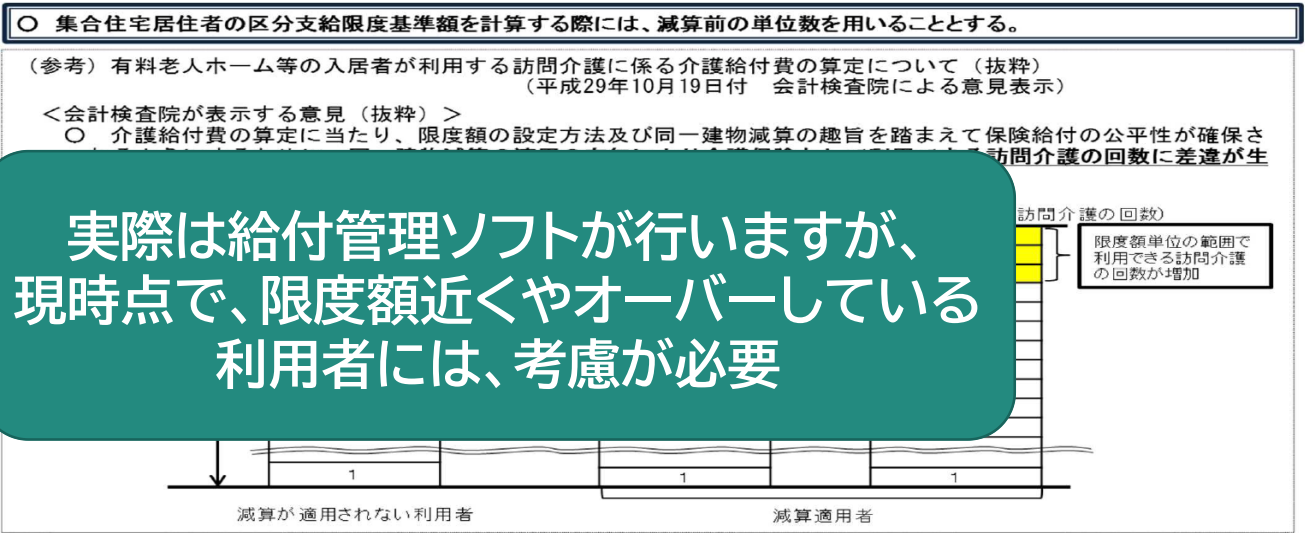 ○ 集合住宅居住者の区分支給限度基準額を計算する際には、減算前の単位数を用いることとする。
（参考）有料老人ホーム等の入居者が利用する訪問介護に係る介護給付費の算定について（抜粋）
（平成29年10月19日付 会計検査院による意見表示）
＜会計検査院が表示する意見（抜粋）＞
○ 介護給付費の算定に当たり、限度額の設定方法及び同一建物減算の趣旨を踏まえて保険給付の公平性が確保さ
訪問介護の回数に差違が生
実際は給付管理ソフトが行いますが、
現時点で、限度額近くやオーバーしている
利用者には、考慮が必要
訪問介護の回数)
限度額単位の範囲で
利用できる訪問介護
の回数が増加
1
1
1
減算が適用されない利用者
減算適用者